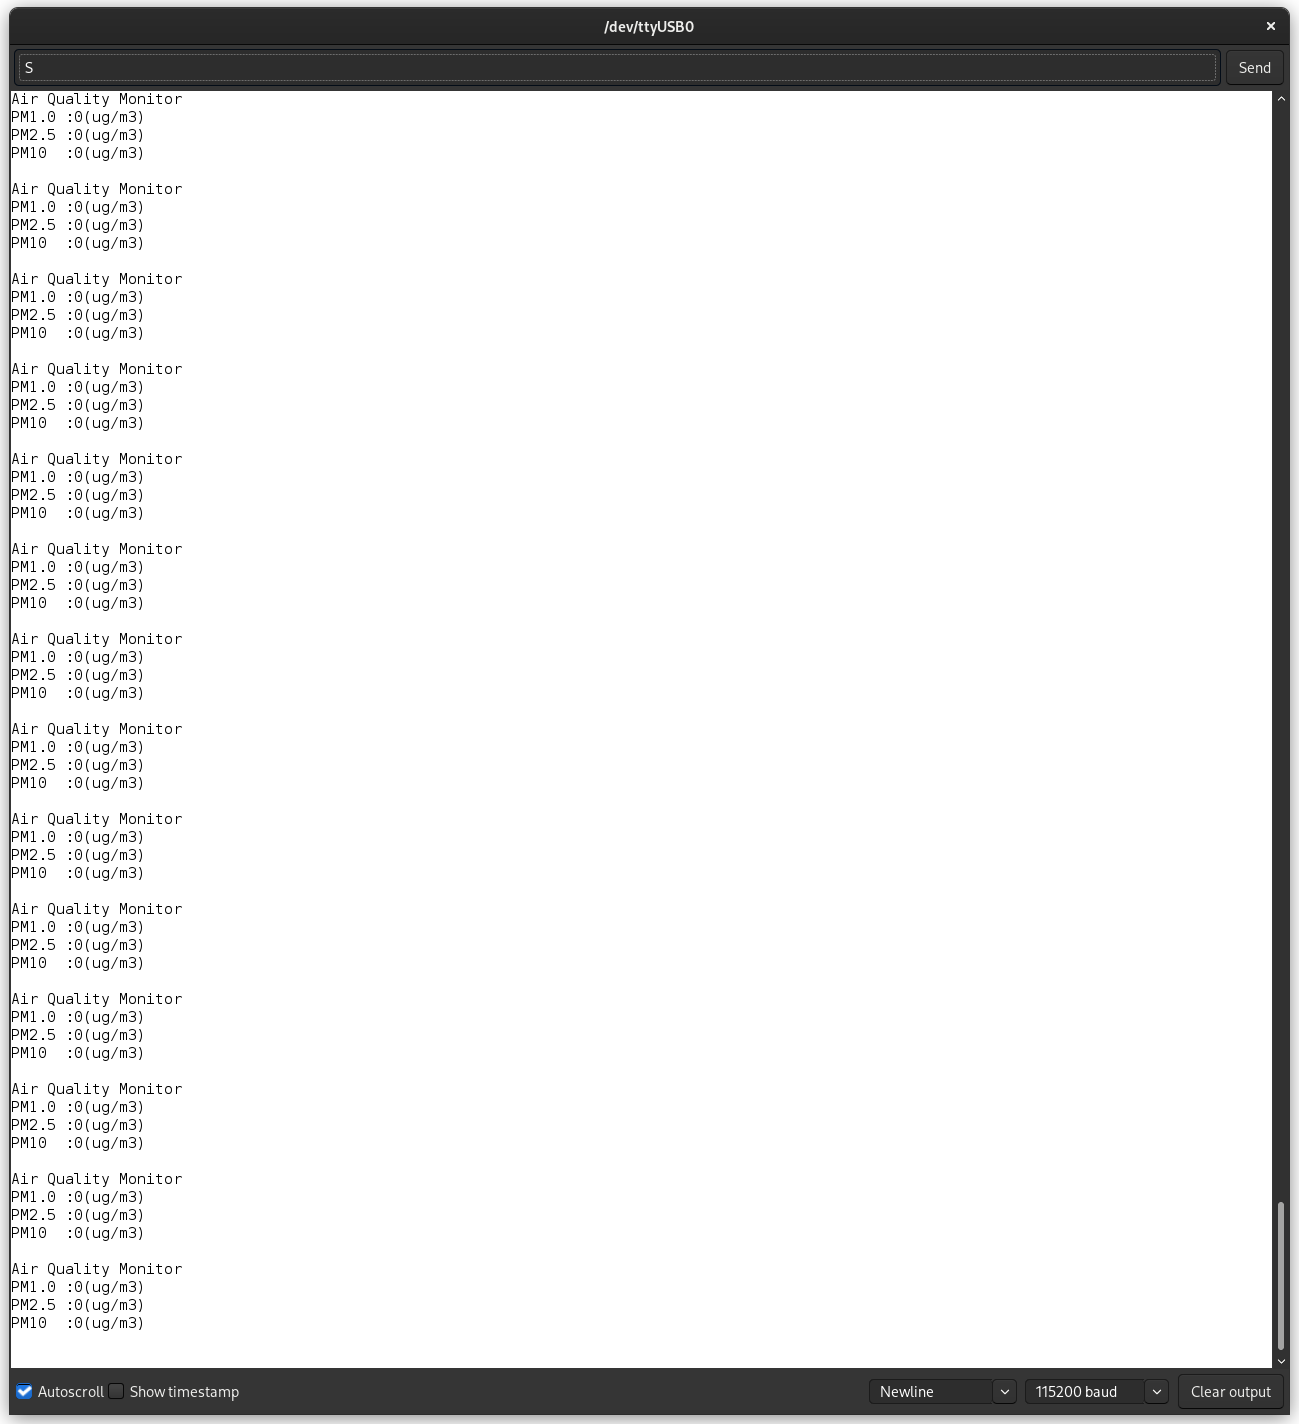 /dev/ttyUSB0
S
Send
Air Quality Monitor
PM1.0 :0(ug/m3)
PM2.5 :0(ug/m3)
PM10  :0(ug/m3)
Air Quality Monitor
PM1.0 :0(ug/m3)
PM2.5 :0(ug/m3)
PM10  :0(ug/m3)
Air Quality Monitor
PM1.0 :0(ug/m3)
PM2.5 :0(ug/m3)
PM10  :0(ug/m3)
Air Quality Monitor
PM1.0 :0(ug/m3)
PM2.5 :0(ug/m3)
PM10  :0(ug/m3)
Air Quality Monitor
PM1.0 :0(ug/m3)
PM2.5 :0(ug/m3)
PM10  :0(ug/m3)
Air Quality Monitor
PM1.0 :0(ug/m3)
PM2.5 :0(ug/m3)
PM10  :0(ug/m3)
Air Quality Monitor
PM1.0 :0(ug/m3)
PM2.5 :0(ug/m3)
PM10  :0(ug/m3)
Air Quality Monitor
PM1.0 :0(ug/m3)
PM2.5 :0(ug/m3)
PM10  :0(ug/m3)
Air Quality Monitor
PM1.0 :0(ug/m3)
PM2.5 :0(ug/m3)
PM10  :0(ug/m3)
Air Quality Monitor
PM1.0 :0(ug/m3)
PM2.5 :0(ug/m3)
PM10  :0(ug/m3)
Air Quality Monitor
PM1.0 :0(ug/m3)
PM2.5 :0(ug/m3)
PM10  :0(ug/m3)
Air Quality Monitor
PM1.0 :0(ug/m3)
PM2.5 :0(ug/m3)
PM10  :0(ug/m3)
Air Quality Monitor
PM1.0 :0(ug/m3)
PM2.5 :0(ug/m3)
PM10  :0(ug/m3)
Air Quality Monitor
PM1.0 :0(ug/m3)
PM2.5 :0(ug/m3)
PM10  :0(ug/m3)
Autoscroll Show timestamp Newline 115200 baud Clear output